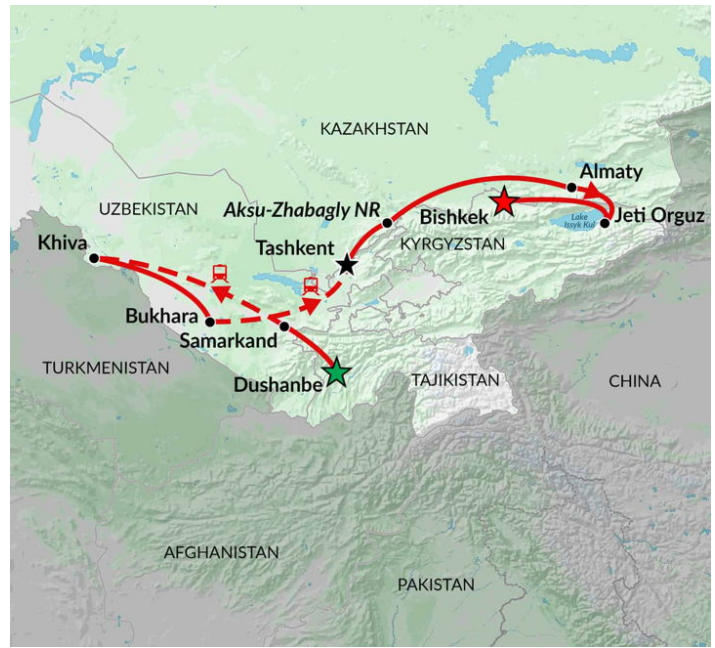 KAZAKHSTAN
Almaty
UZBEKISTAN
Aksu-Zhabagly NR
Bishkek
Lake
Issyk Kul
Jeti Orguz
Khiva
Tashkent
KYRGYZSTAN
Bukhara
Samarkand
TURKMENISTAN
Dushanbe
TAJIKISTAN
CHINA
AFGHANISTAN
PAKISTAN